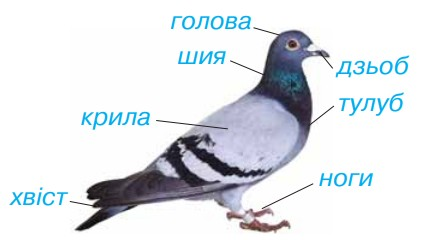 голова
шия
дзьоб
тулуб
крила
ноги
хвіст